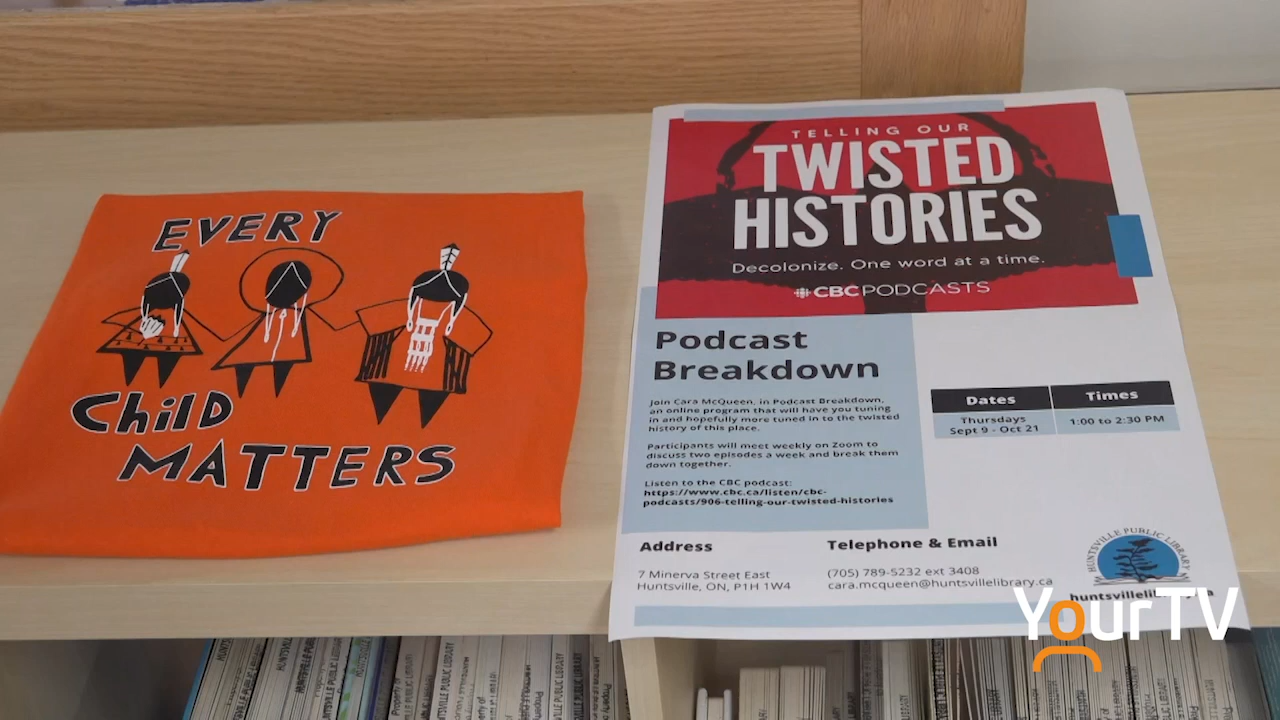 EVERY
CHilD
MATTERS
TELLING OUR
TWISTED
HISTORIES
Decolonize. One word at a time.
CBC PODCASTS
Podcast
Breakdown
Join Cara McQueen, in Podcast Breakdown,
an online program that will have you tuning
in and hopefully more tuned in to the twisted
history of this place.
Participants will meet weekly on Zoom to
discuss two episodes a week and break them
down together.
Listen to the CBC podcast:
https://www.cbc.ca/listen/cbc-
podcasts/906-telling-our-twisted-histories
Dates
Times
Thursdays
Sept 9 - Oct 21
1:00 to 2:30 PM
Address
7 Minerva Street East
Huntsville, ON, P1H 1W4
Telephone & Email
(705) 789-5232 ext 3408
cara.mcqueen@huntsvillelibrary.ca
HUNTSVILLE PUBLIC LIBRARY
YourTV
HUNTSVILLE PUBLIC LIBRARY
Property of